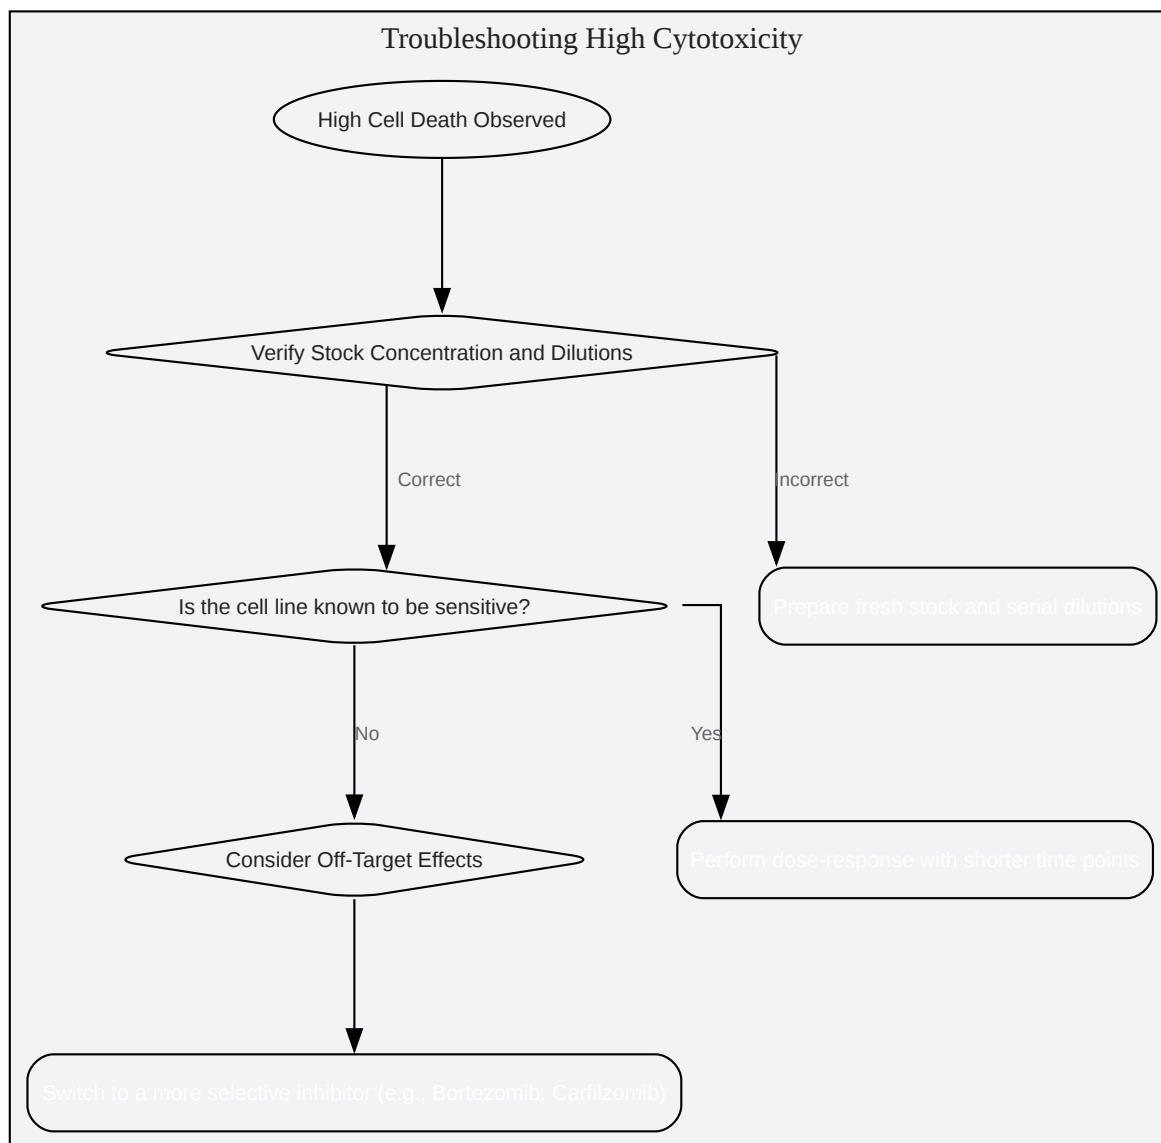 Troubleshooting High Cytotoxicity
High Cell Death Observed
Verify Stock Concentration and Dilutions
Correct
Incorrect
Is the cell line known to be sensitive?
Prepare fresh stock and serial dilutions
No
Yes
Consider Off-Target Effects
Perform dose-response with shorter time points
Switch to a more selective inhibitor (e.g., Bortezomib, Carfilzomib)